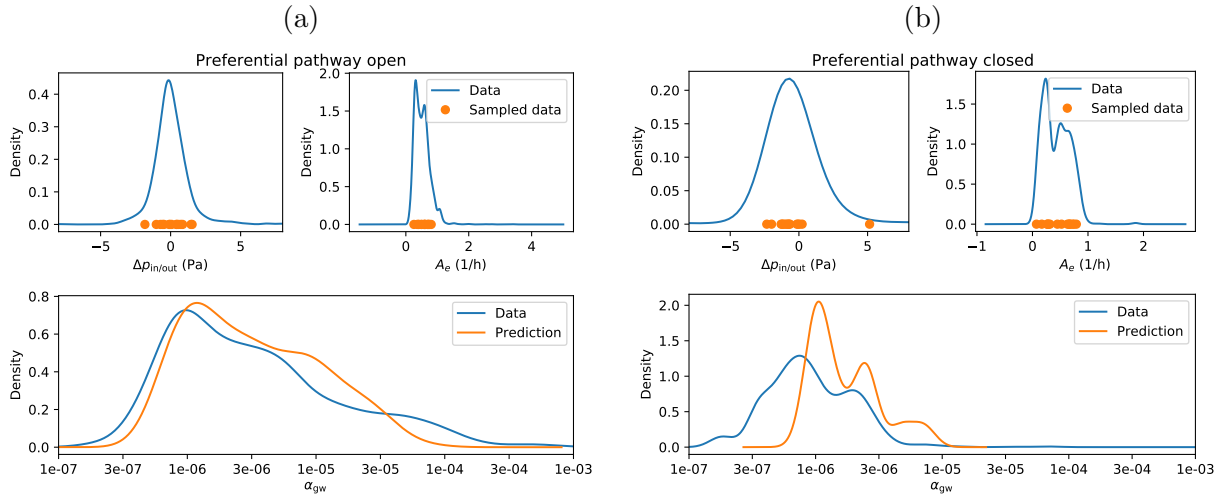 (a)
Preferential pathway open
0.4
0.3
0.2
0.1
0.0
Density
−5
0
5
Δp_in/out (Pa)
2.0
1.5
1.0
0.5
0.0
Density
0
2
4
A_e (1/h)
Data
Sampled data
0.8
0.6
0.4
0.2
0.0
Density
1e-07
3e-07
1e-06
3e-06
1e-05
3e-05
1e-04
3e-04
1e-03
α_gw
Data
Prediction
(b)
Preferential pathway closed
0.20
0.15
0.10
0.05
0.00
Density
−5
0
5
Δp_in/out (Pa)
1.5
1.0
0.5
0.0
Density
−1
0
1
2
A_e (1/h)
Data
Sampled data
2.0
1.5
1.0
0.5
0.0
Density
1e-07
3e-07
1e-06
3e-06
1e-05
3e-05
1e-04
3e-04
1e-03
α_gw
Data
Prediction